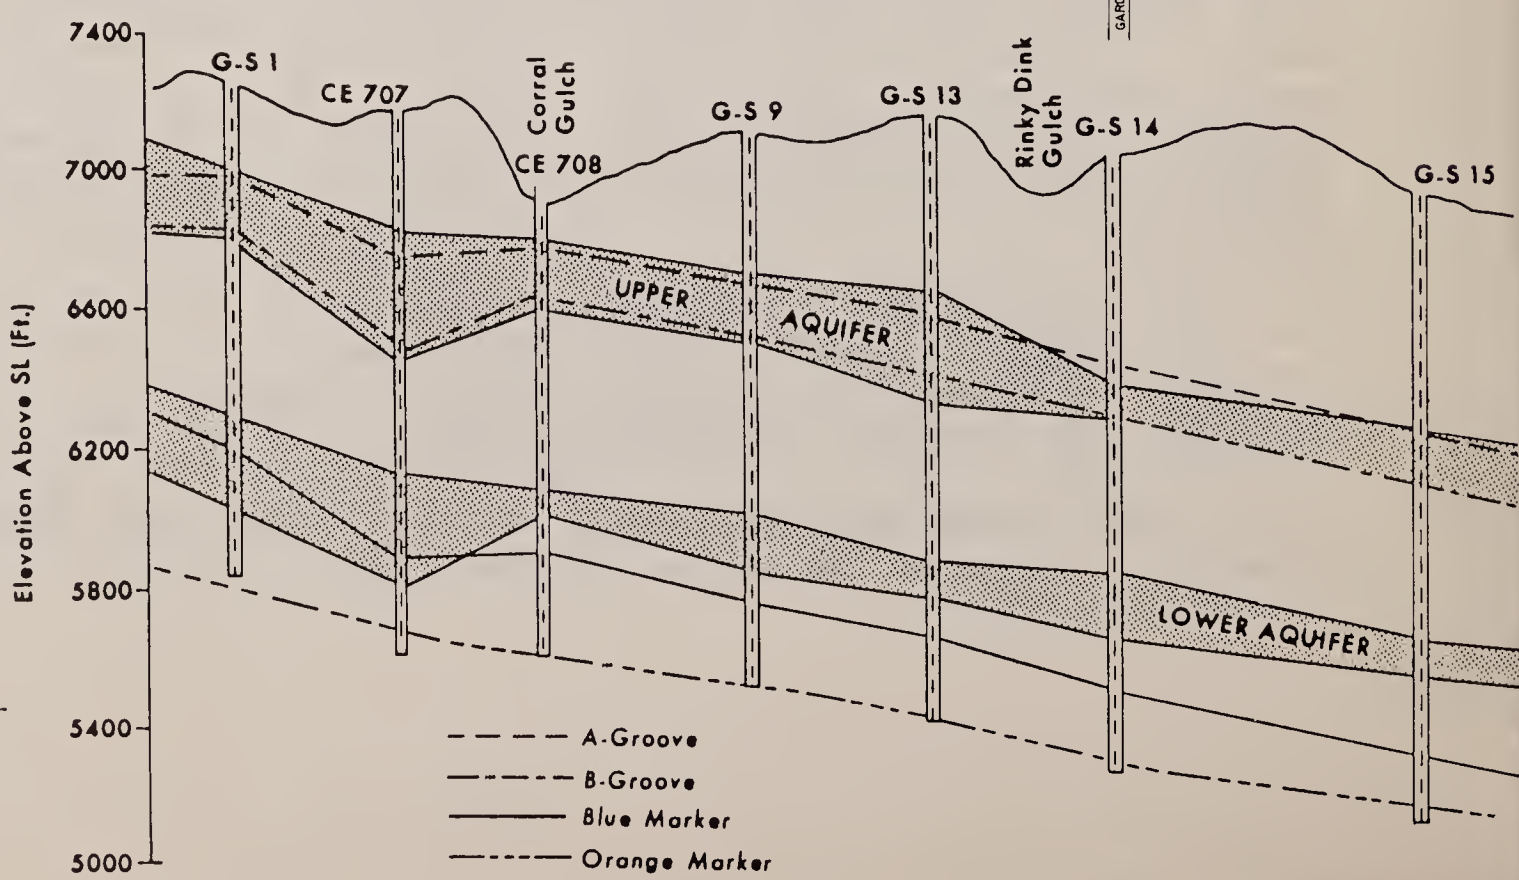 GARD
7400
7000
6600
6200
5800
5400
5000
Elevation Above SL (Ft.)
G-S 1
CE 707
Corral
Gulch
CE 708
G-S 9
G-S 13
Rinky Dink
Gulch
G-S 14
G-S 15
UPPER
AQUIFER
LOWER AQUIFER
A-Groove
B-Groove
Blue Marker
Orange Marker